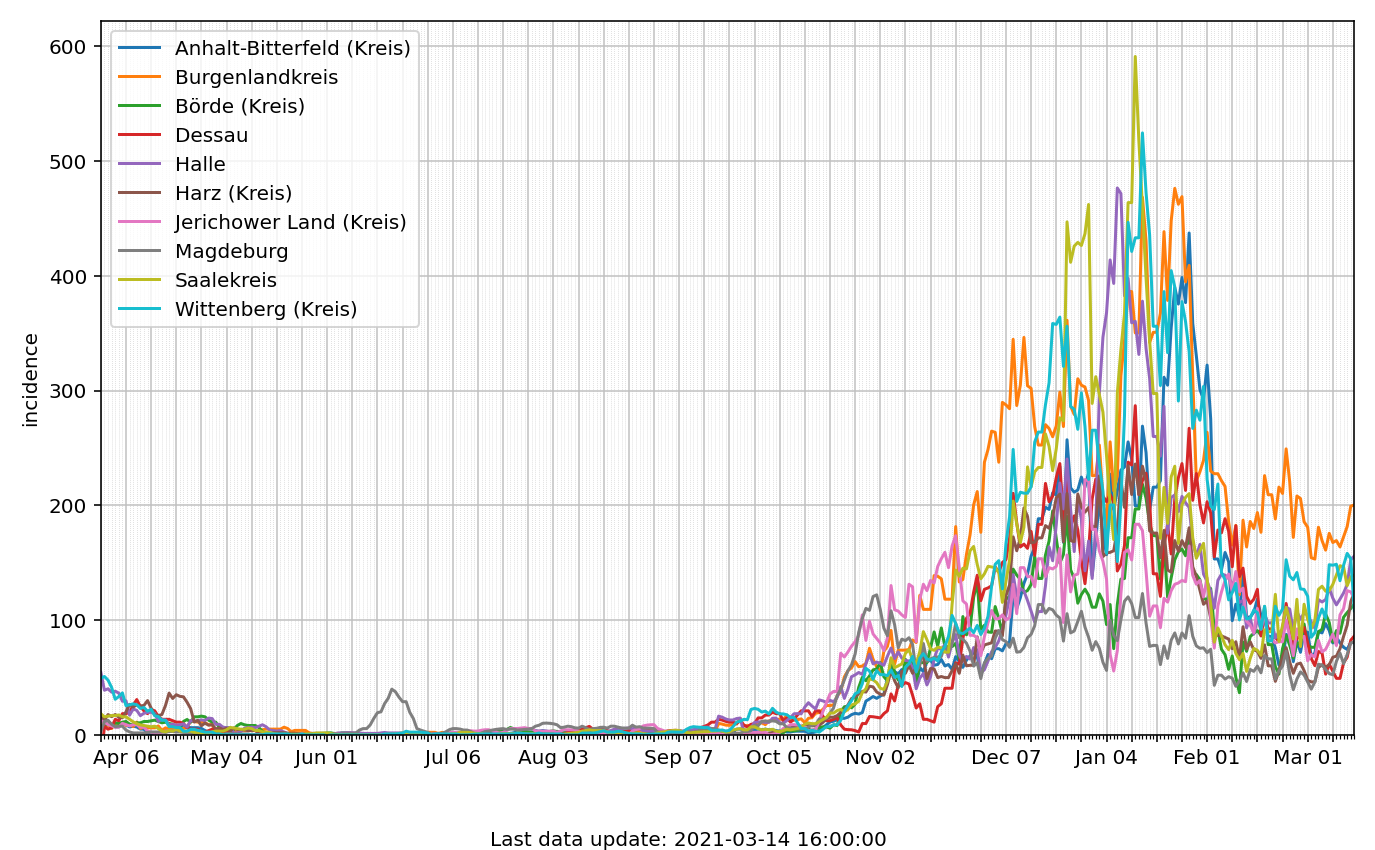 600
500
400
300
200
100
0
incidence
Anhalt-Bitterfeld (Kreis)
Burgenlandkreis
Börde (Kreis)
Dessau
Halle
Harz (Kreis)
Jerichower Land (Kreis)
Magdeburg
Saalekreis
Wittenberg (Kreis)
Apr 06 May 04 Jun 01 Jul 06 Aug 03 Sep 07 Oct 05 Nov 02 Dec 07 Jan 04 Feb 01 Mar 01
Last data update: 2021-03-14 16:00:00